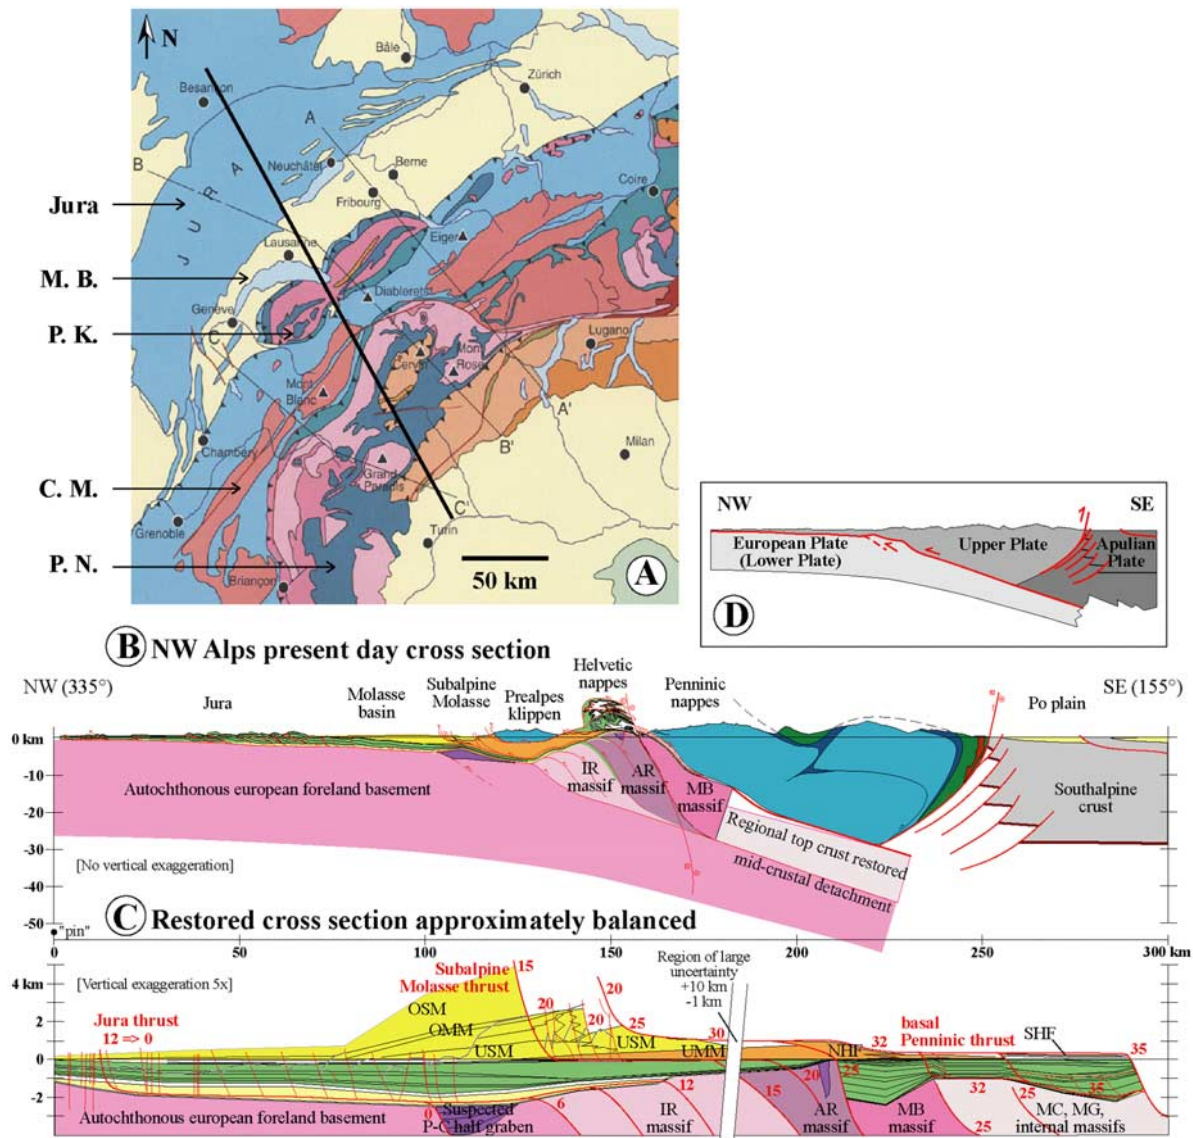 N
Bâle
Besançon
Zürich
A
B
Neuchâtel
Berne
J U R A
Jura
Fribourg
Coire
Eiger
Lausanne
M. B.
Diablerets
Genève
P. K.
C
Lugano
Cervin
Mont Rose
Mont Blanc
A'
B'
Milan
Chambéry
Grand Paradis
C. M.
C'
Grenoble
Turin
P. N.
Briançon
50 km
A
NW
SE
European Plate
(Lower Plate)
Upper Plate
Apulian
Plate
D
B NW Alps present day cross section
NW (335°)
Jura
Molasse
basin
Subalpine
Molasse
Prealpes
klippen
Helvetic
nappes
Penninic
nappes
Po plain
SE (155°)
0 km
-10
-20
-30
-40
-50
Autochthonous european foreland basement
IR
massif
AR
massif
MB
massif
Southalpine
crust
Regional top crust restored
mid-crustal detachment
[No vertical exaggeration]
C Restored cross section approximately balanced
"pin"
0 50 100 150 200 250 300 km
[Vertical exaggeration 5x]
4 km
2
0
-2
Subalpine
Molasse thrust
15
Region of large
uncertainty
+10 km
-1 km
Jura thrust
12 => 0
OSM
OMM
USM
20
20
20
25
USM
30
UMM
NHF
32
basal
Penninic thrust
SHF
35
Autochthonous european foreland basement
0
Suspected
P-C half graben
6
12
IR
massif
15
20
25
AR
massif
MB
massif
25
32
25
35
MC, MG,
internal massifs